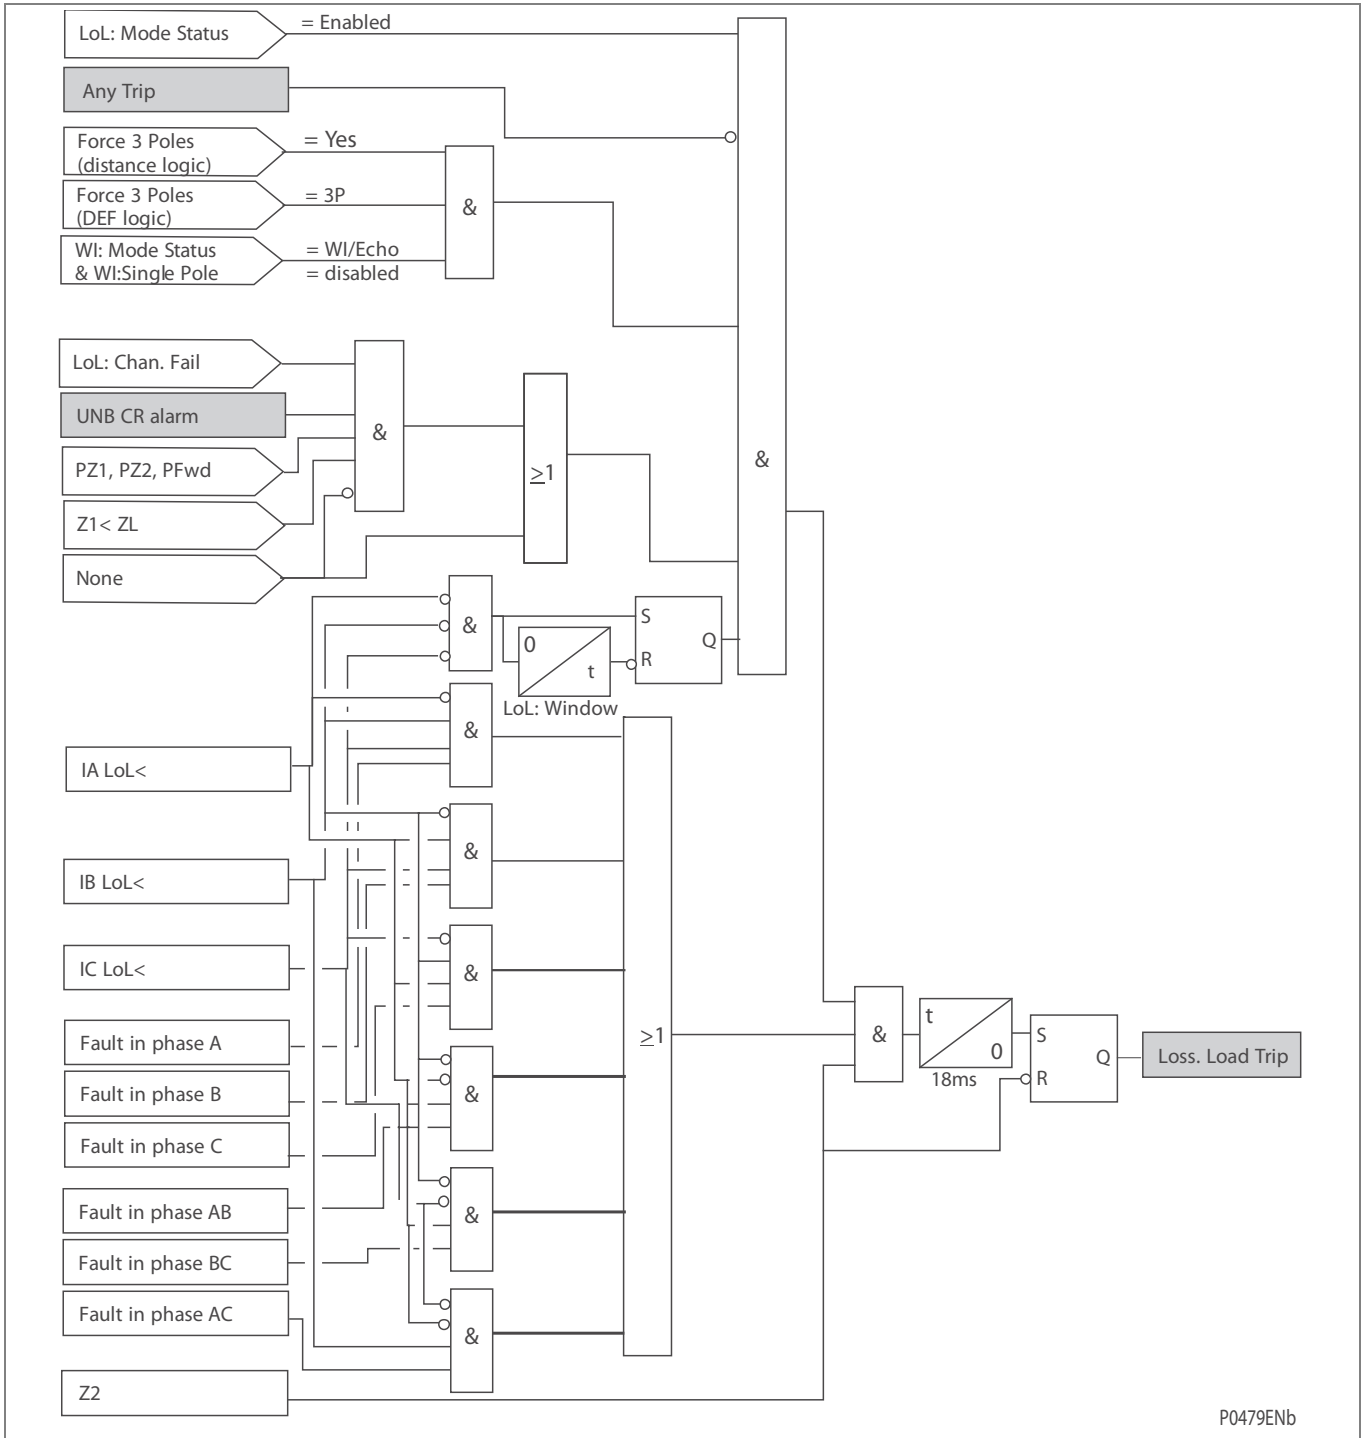 LoL: Mode Status
= Enabled
Any Trip
Force 3 Poles
(distance logic)
= Yes
Force 3 Poles
(DEF logic)
= 3P
&
WI: Mode Status
& WI:Single Pole
= WI/Echo
= disabled
LoL: Chan. Fail
UNB CR alarm
&
PZ1, PZ2, PFwd
≥1
&
Z1< ZL
None
&
S
Q
R
0
t
LoL: Window
&
IA LoL<
&
IB LoL<
IC LoL<
&
Fault in phase A
≥1
&
t
0
18ms
S
Q
R
Loss. Load Trip
Fault in phase B
&
Fault in phase C
Fault in phase AB
&
Fault in phase BC
Fault in phase AC
&
Z2
P0479ENb